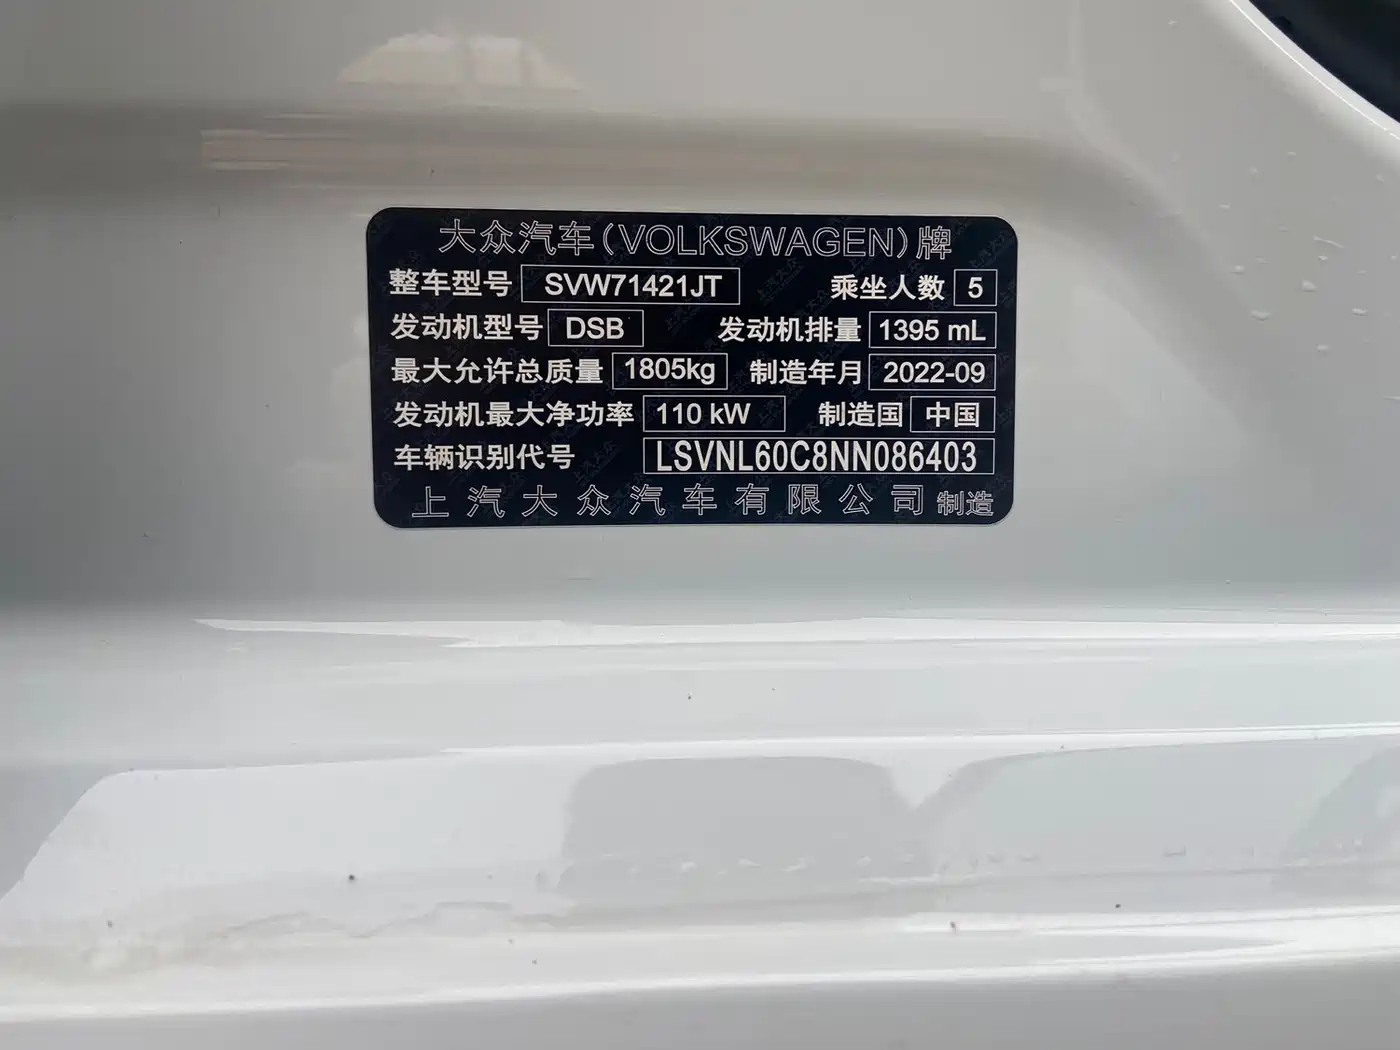 大众汽车(VOLKSWAGEN)牌
整车型号 SVW71421JT 乘坐人数 5
发动机型号 DSB 发动机排量 1395 mL
最大允许总质量 1805kg 制造年月 2022-09
发动机最大净功率 110 kW 制造国 中国
车辆识别代号 LSVNL60C8NN086403
上汽大众汽车有限公司 制造